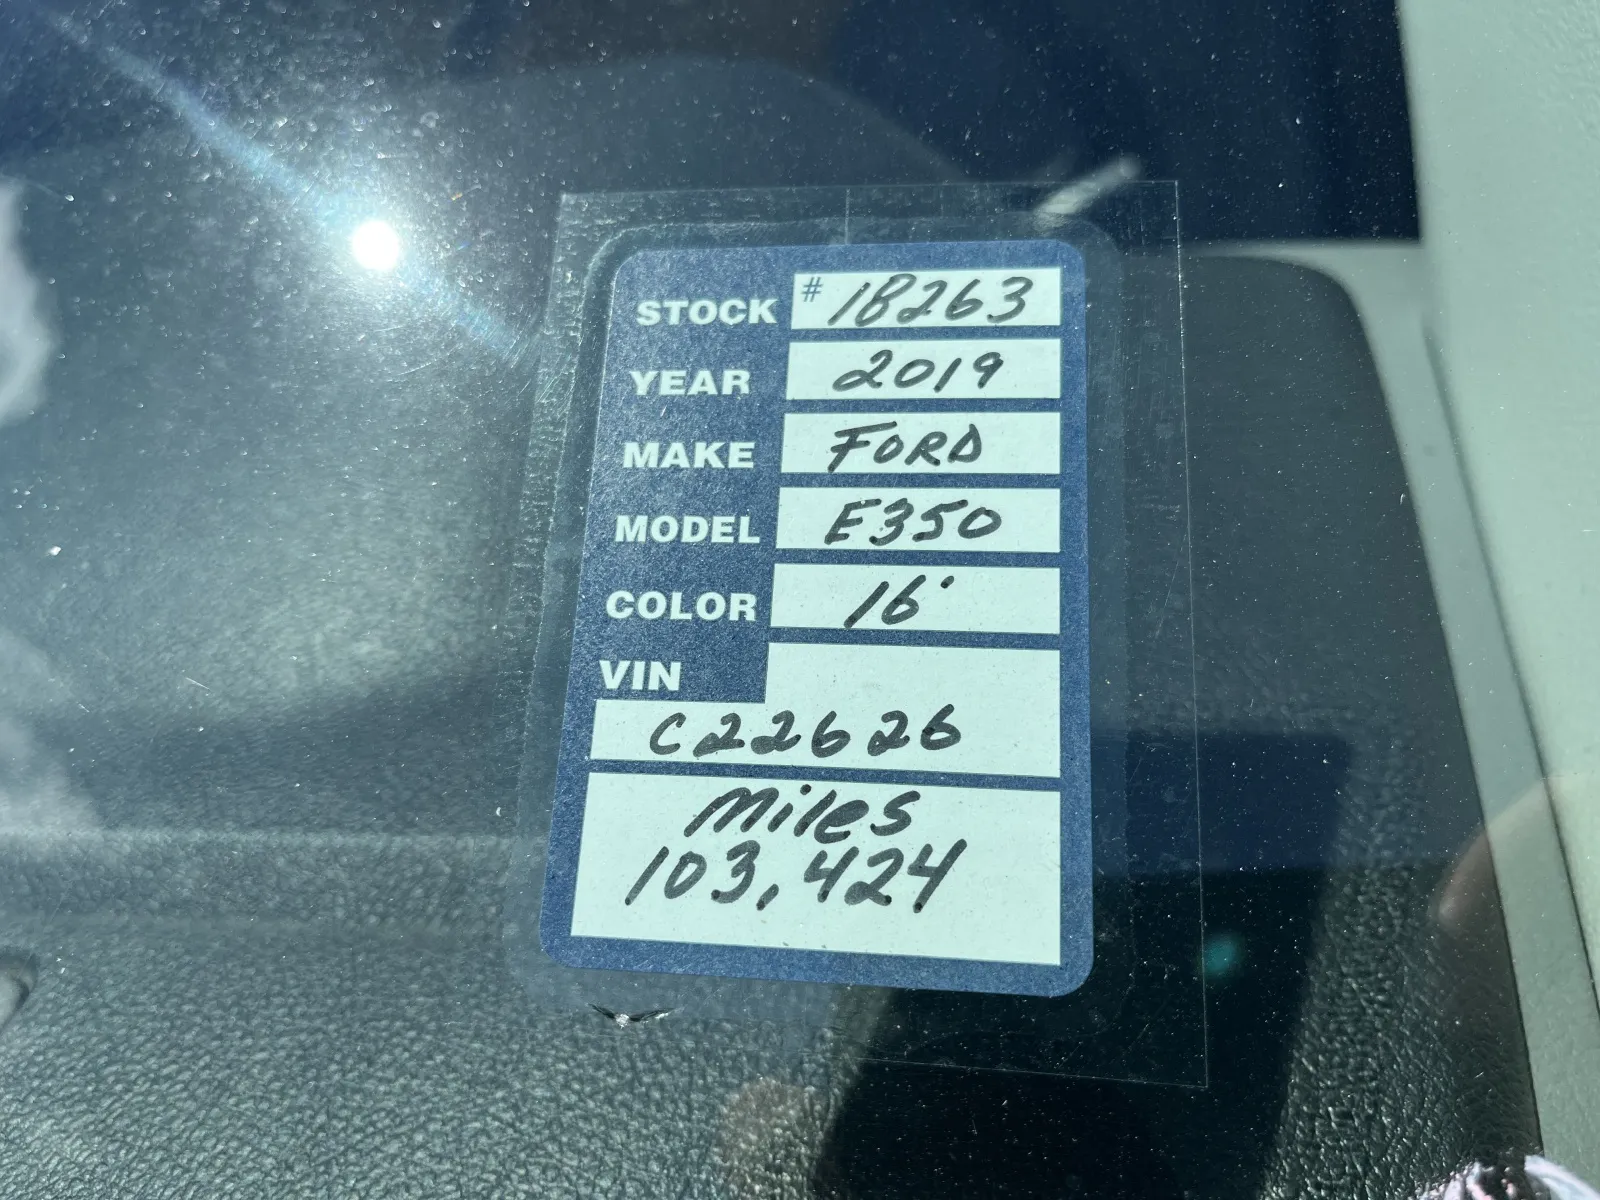 STOCK # 18263
YEAR 2019
MAKE FORD
MODEL E350
COLOR 16'
VIN
C22626
Miles
103,424